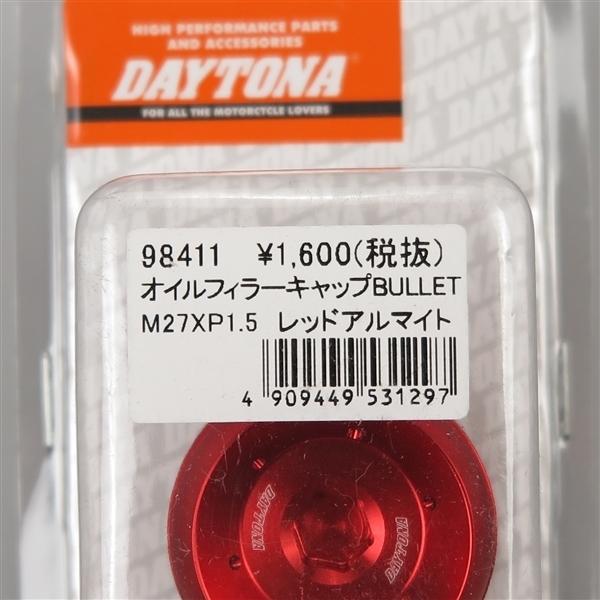 HIGH PERFORMANCE PARTS
AND ACCESSORIES
DAYTONA
FOR ALL THE MOTORCYCLE LOVERS
98411 ¥1,600(税抜)
オイルフィラーキャップBULLET
M27XP1.5 レッドアルマイト
4 909449 531297
DAYTONA
DAYTONA